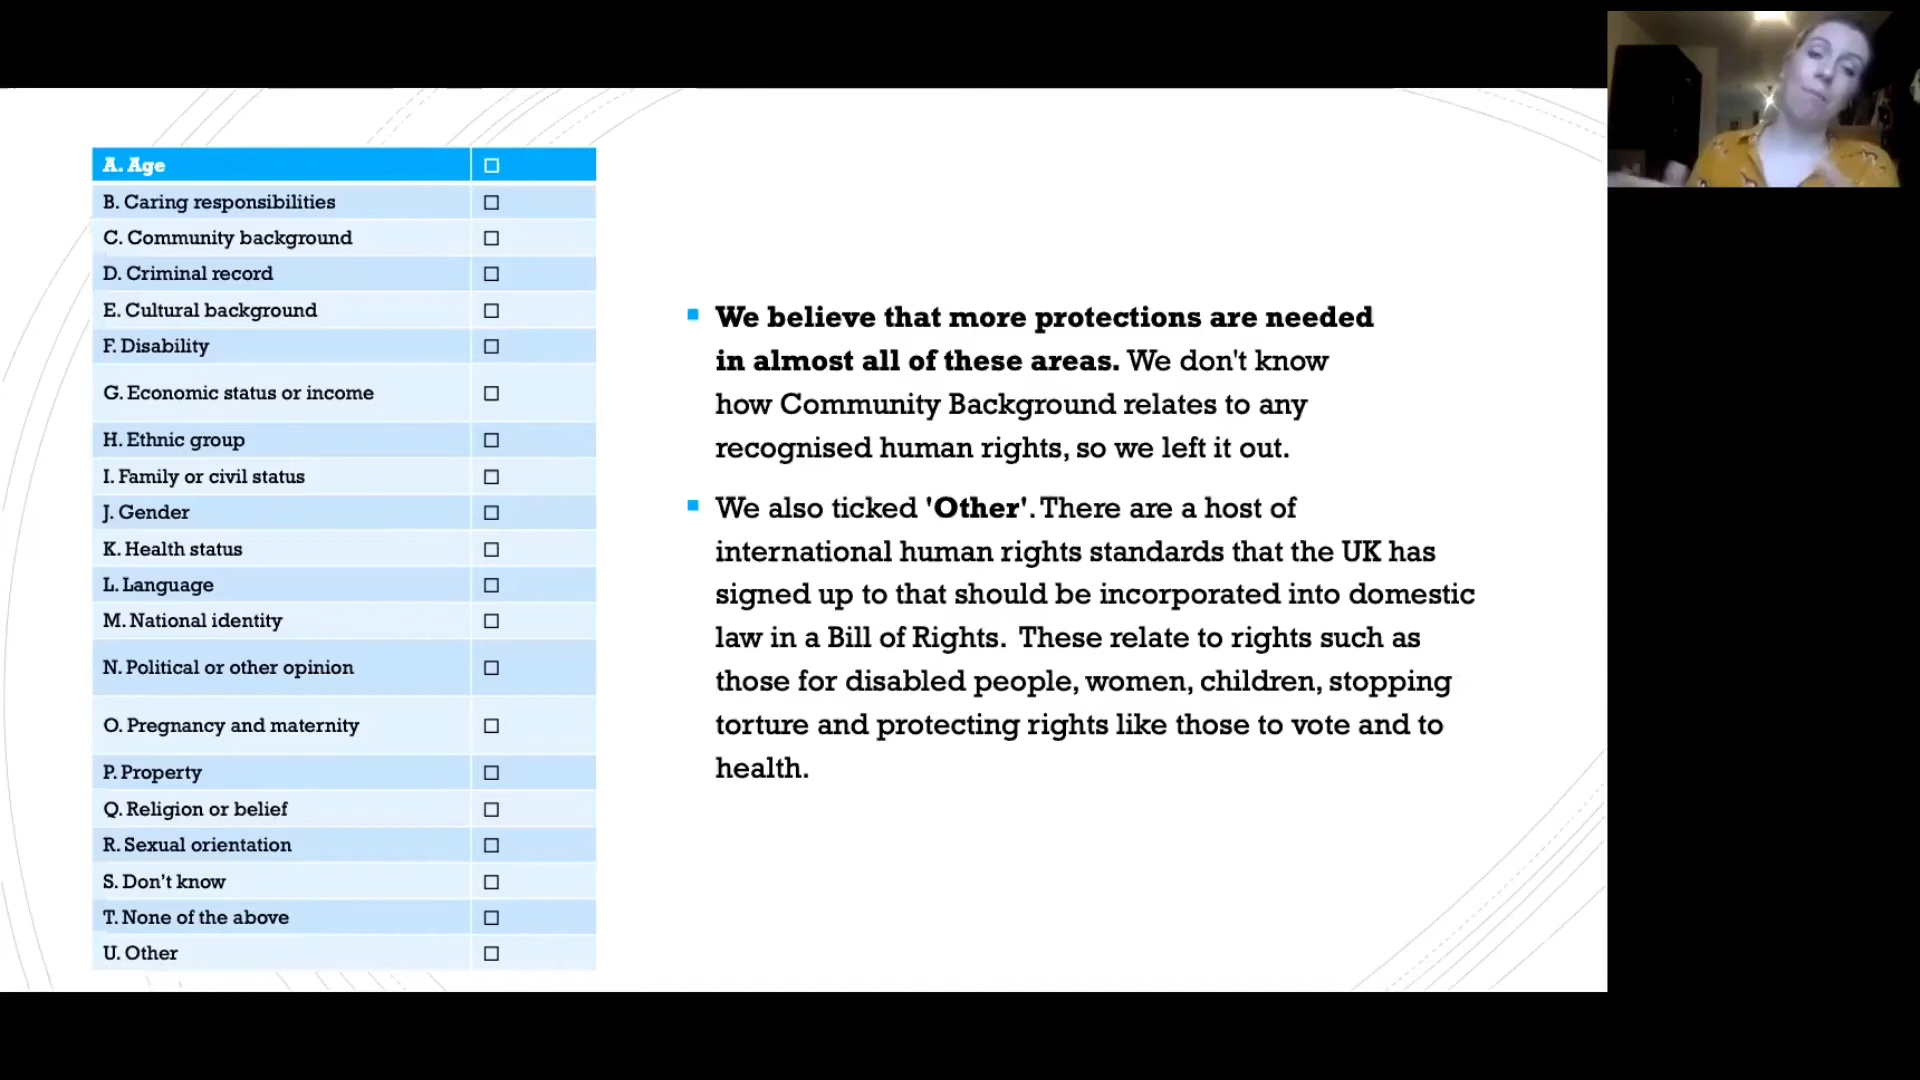 A. Age ☐
B. Caring responsibilities ☐
C. Community background ☐
D. Criminal record ☐
E. Cultural background ☐
F. Disability ☐
G. Economic status or income ☐
H. Ethnic group ☐
I. Family or civil status ☐
J. Gender ☐
K. Health status ☐
L. Language ☐
M. National identity ☐
N. Political or other opinion ☐
O. Pregnancy and maternity ☐
P. Property ☐
Q. Religion or belief ☐
R. Sexual orientation ☐
S. Don’t know ☐
T. None of the above ☐
U. Other ☐
▪ We believe that more protections are needed
in almost all of these areas. We don't know
how Community Background relates to any
recognised human rights, so we left it out.
▪ We also ticked 'Other'. There are a host of
international human rights standards that the UK has
signed up to that should be incorporated into domestic
law in a Bill of Rights. These relate to rights such as
those for disabled people, women, children, stopping
torture and protecting rights like those to vote and to
health.